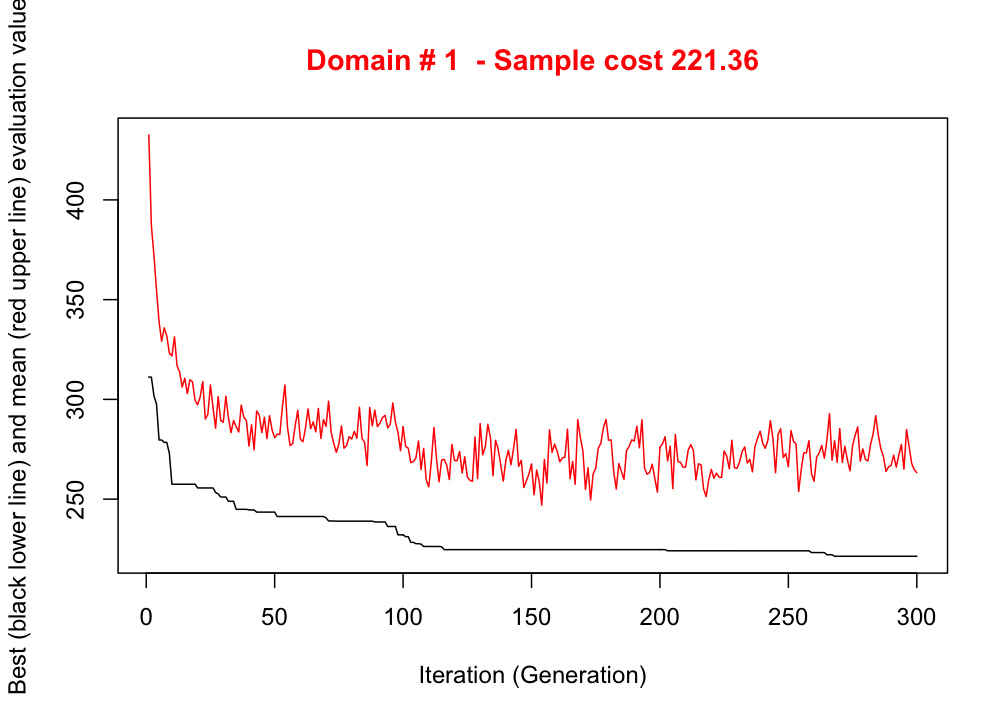 Domain # 1  - Sample cost 221.36
Best (black lower line) and mean (red upper line) evaluation value
400
350
300
250
0 50 100 150 200 250 300
Iteration (Generation)